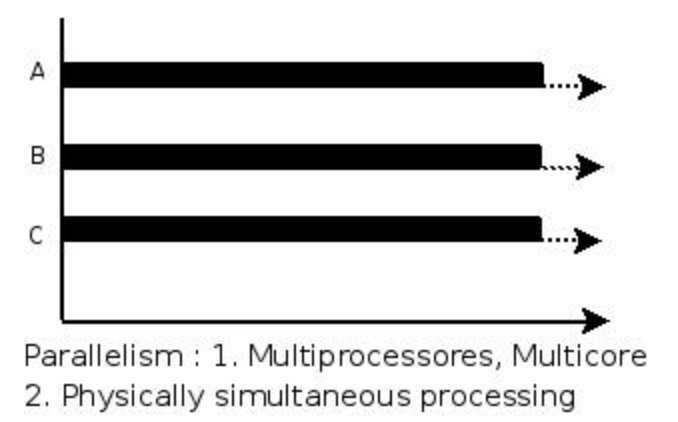 A
B
C
Parallelism : 1. Multiprocessores, Multicore
2. Physically simultaneous processing